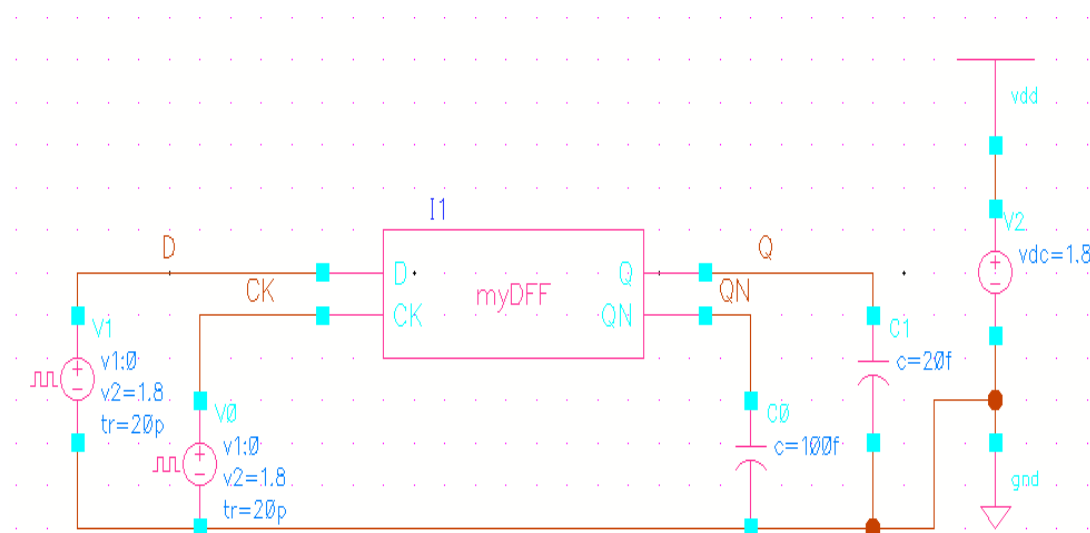 vdd
I1
V2
D
Q
vdc=1.8
D
Q
CK
myDFF
QN
CK
QN
V1
C1
v1:0
c=20f
v2=1.8
V0
C0
tr=20p
v1:0
c=100f
v2=1.8
gnd
tr=20p